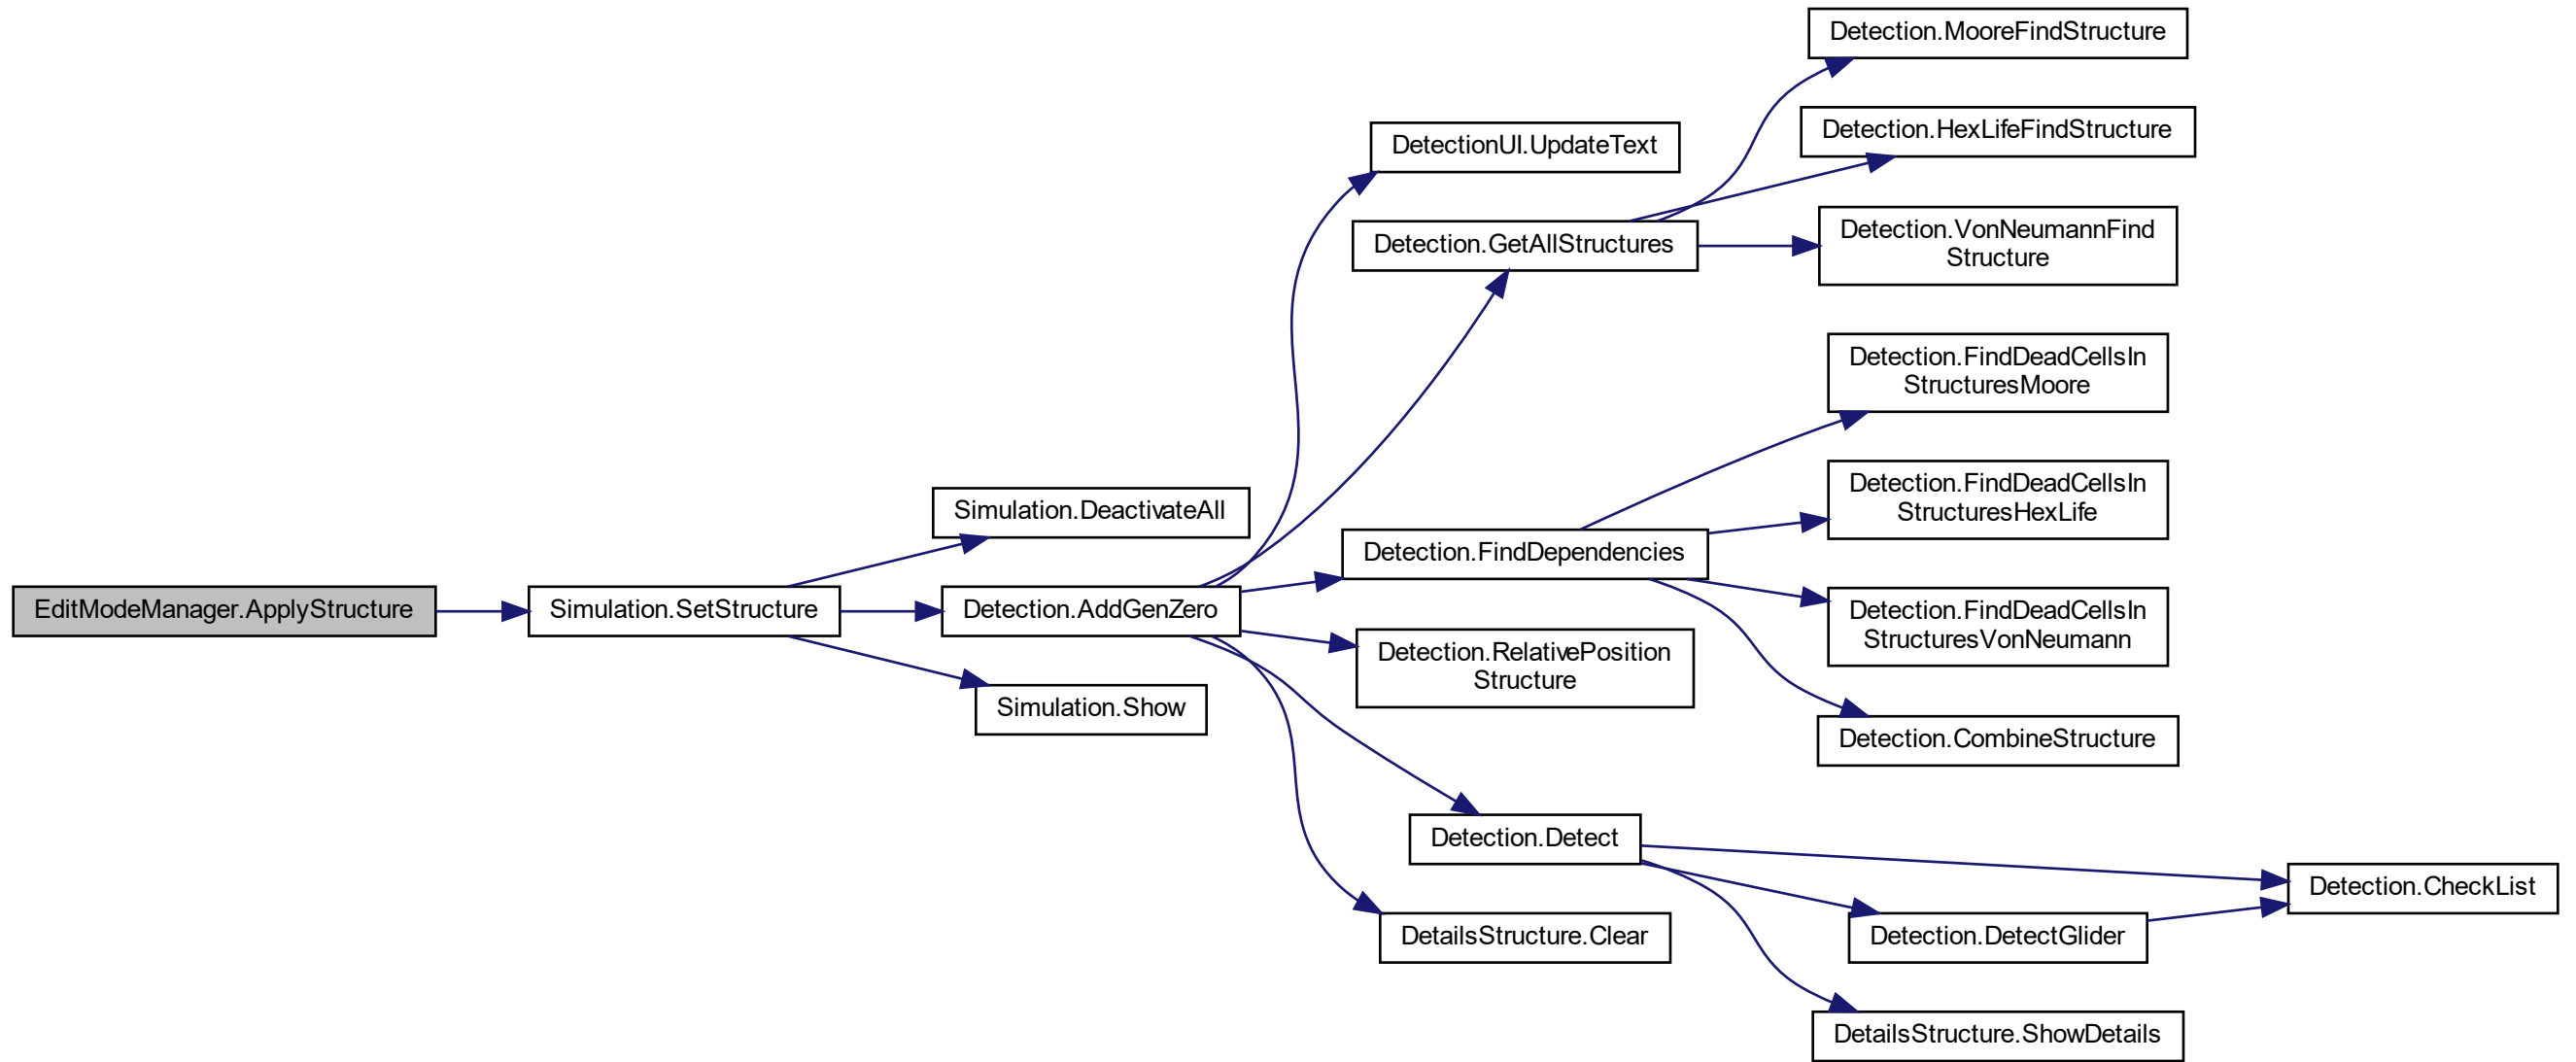 Detection.MooreFindStructure
Detection.HexLifeFindStructure
DetectionUI.UpdateText
Detection.GetAllStructures
Detection.VonNeumannFind
Structure
Detection.FindDeadCellsIn
StructuresMoore
Detection.FindDeadCellsIn
StructuresHexLife
Simulation.DeactivateAll
Detection.FindDependencies
EditModeManager.ApplyStructure
Simulation.SetStructure
Detection.AddGenZero
Detection.FindDeadCellsIn
StructuresVonNeumann
Detection.RelativePosition
Structure
Simulation.Show
Detection.CombineStructure
Detection.Detect
Detection.CheckList
DetailsStructure.Clear
Detection.DetectGlider
DetailsStructure.ShowDetails